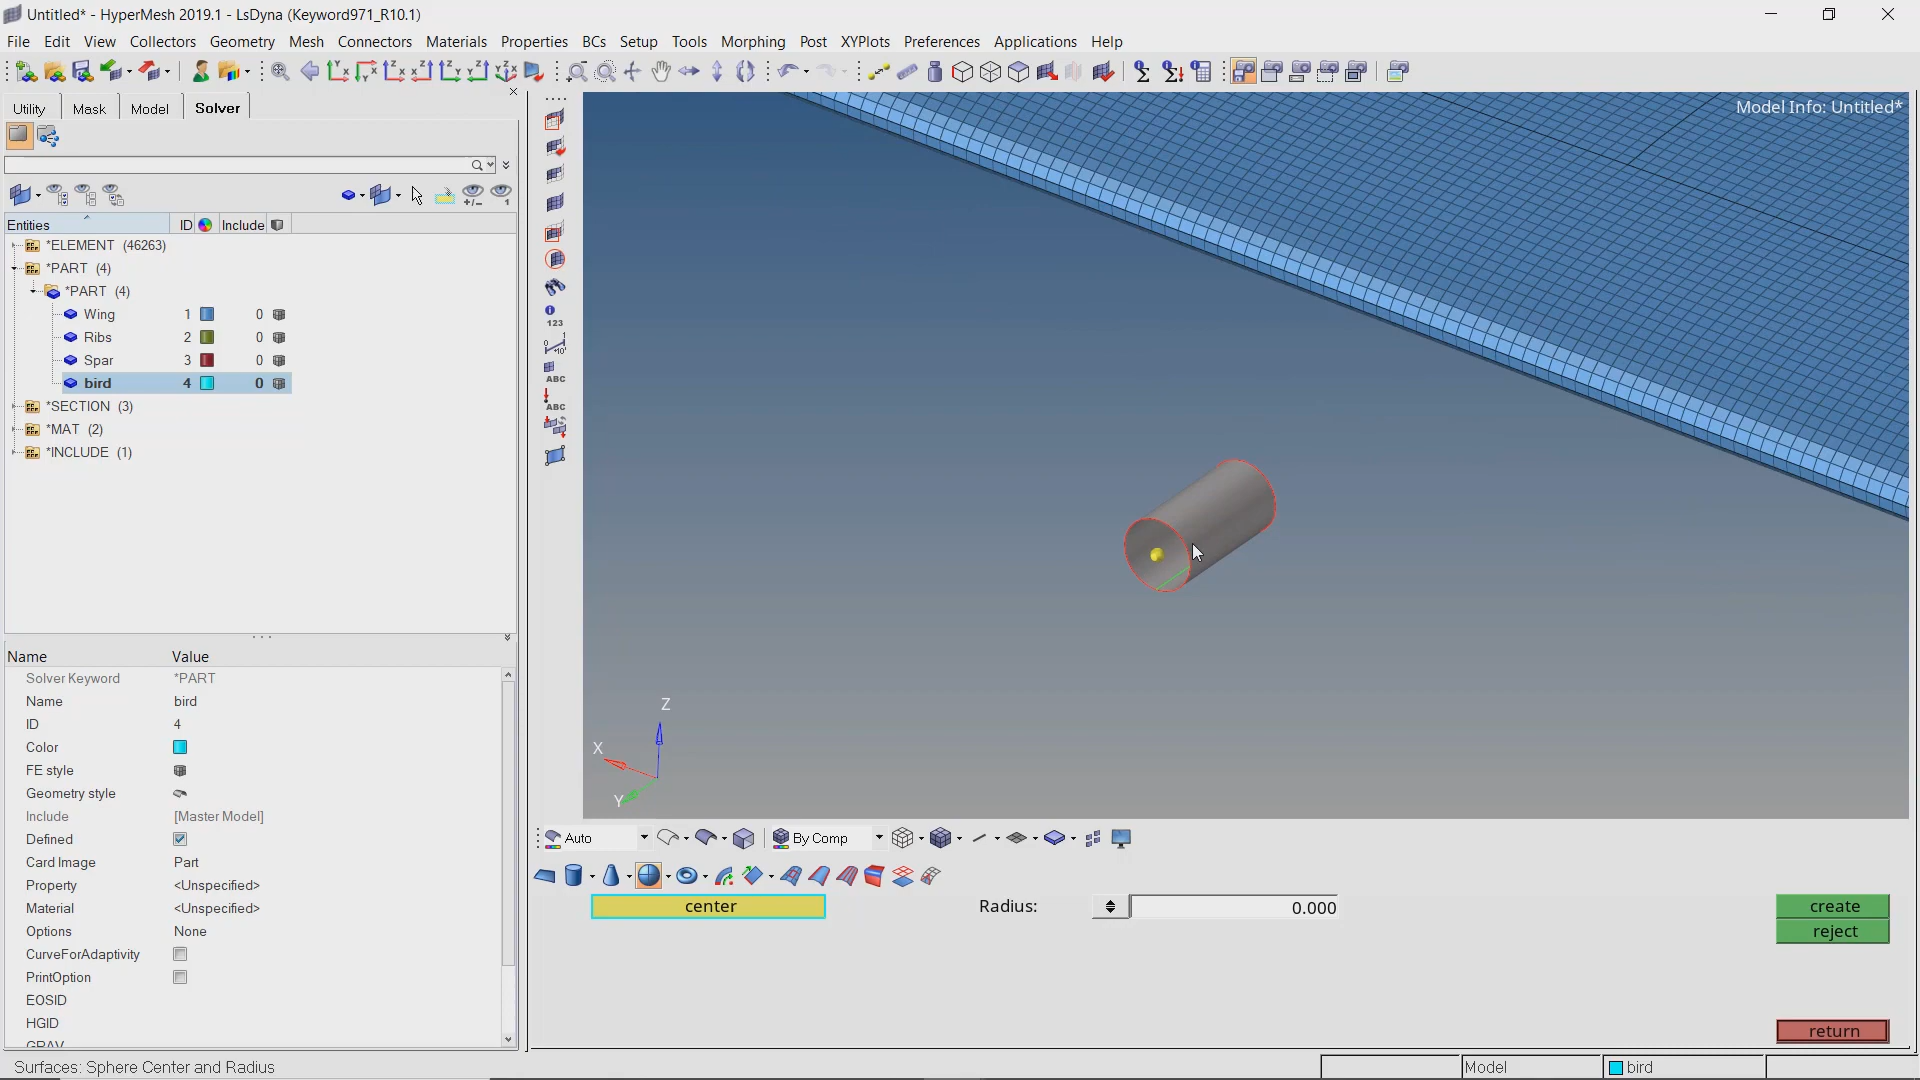 Untitled* - HyperMesh 2019.1 - LsDyna (Keyword971_R10.1)
File Edit View Collectors Geometry Mesh Connectors Materials Properties BCs Setup Tools Morphing Post XYPlots Preferences Applications Help
Utility Mask Model Solver
Model Info: Untitled*
Entities ID Include
*ELEMENT (46263)
*PART (4)
*PART (4)
Wing 1 0
Ribs 2 0
Spar 3 0
bird 4 0
*SECTION (3)
*MAT (2)
*INCLUDE (1)
123
ABC
ABC
Name Value
Solver Keyword *PART
Name bird
ID 4
Color
FE style
Geometry style
Include [Master Model]
Defined
Card Image Part
Property <Unspecified>
Material <Unspecified>
Options None
CurveForAdaptivity
PrintOption
EOSID
HGID
GRAV
Z
X
Y
Auto By Comp
center Radius: 0.000 create
reject
return
Surfaces: Sphere Center and Radius Model bird